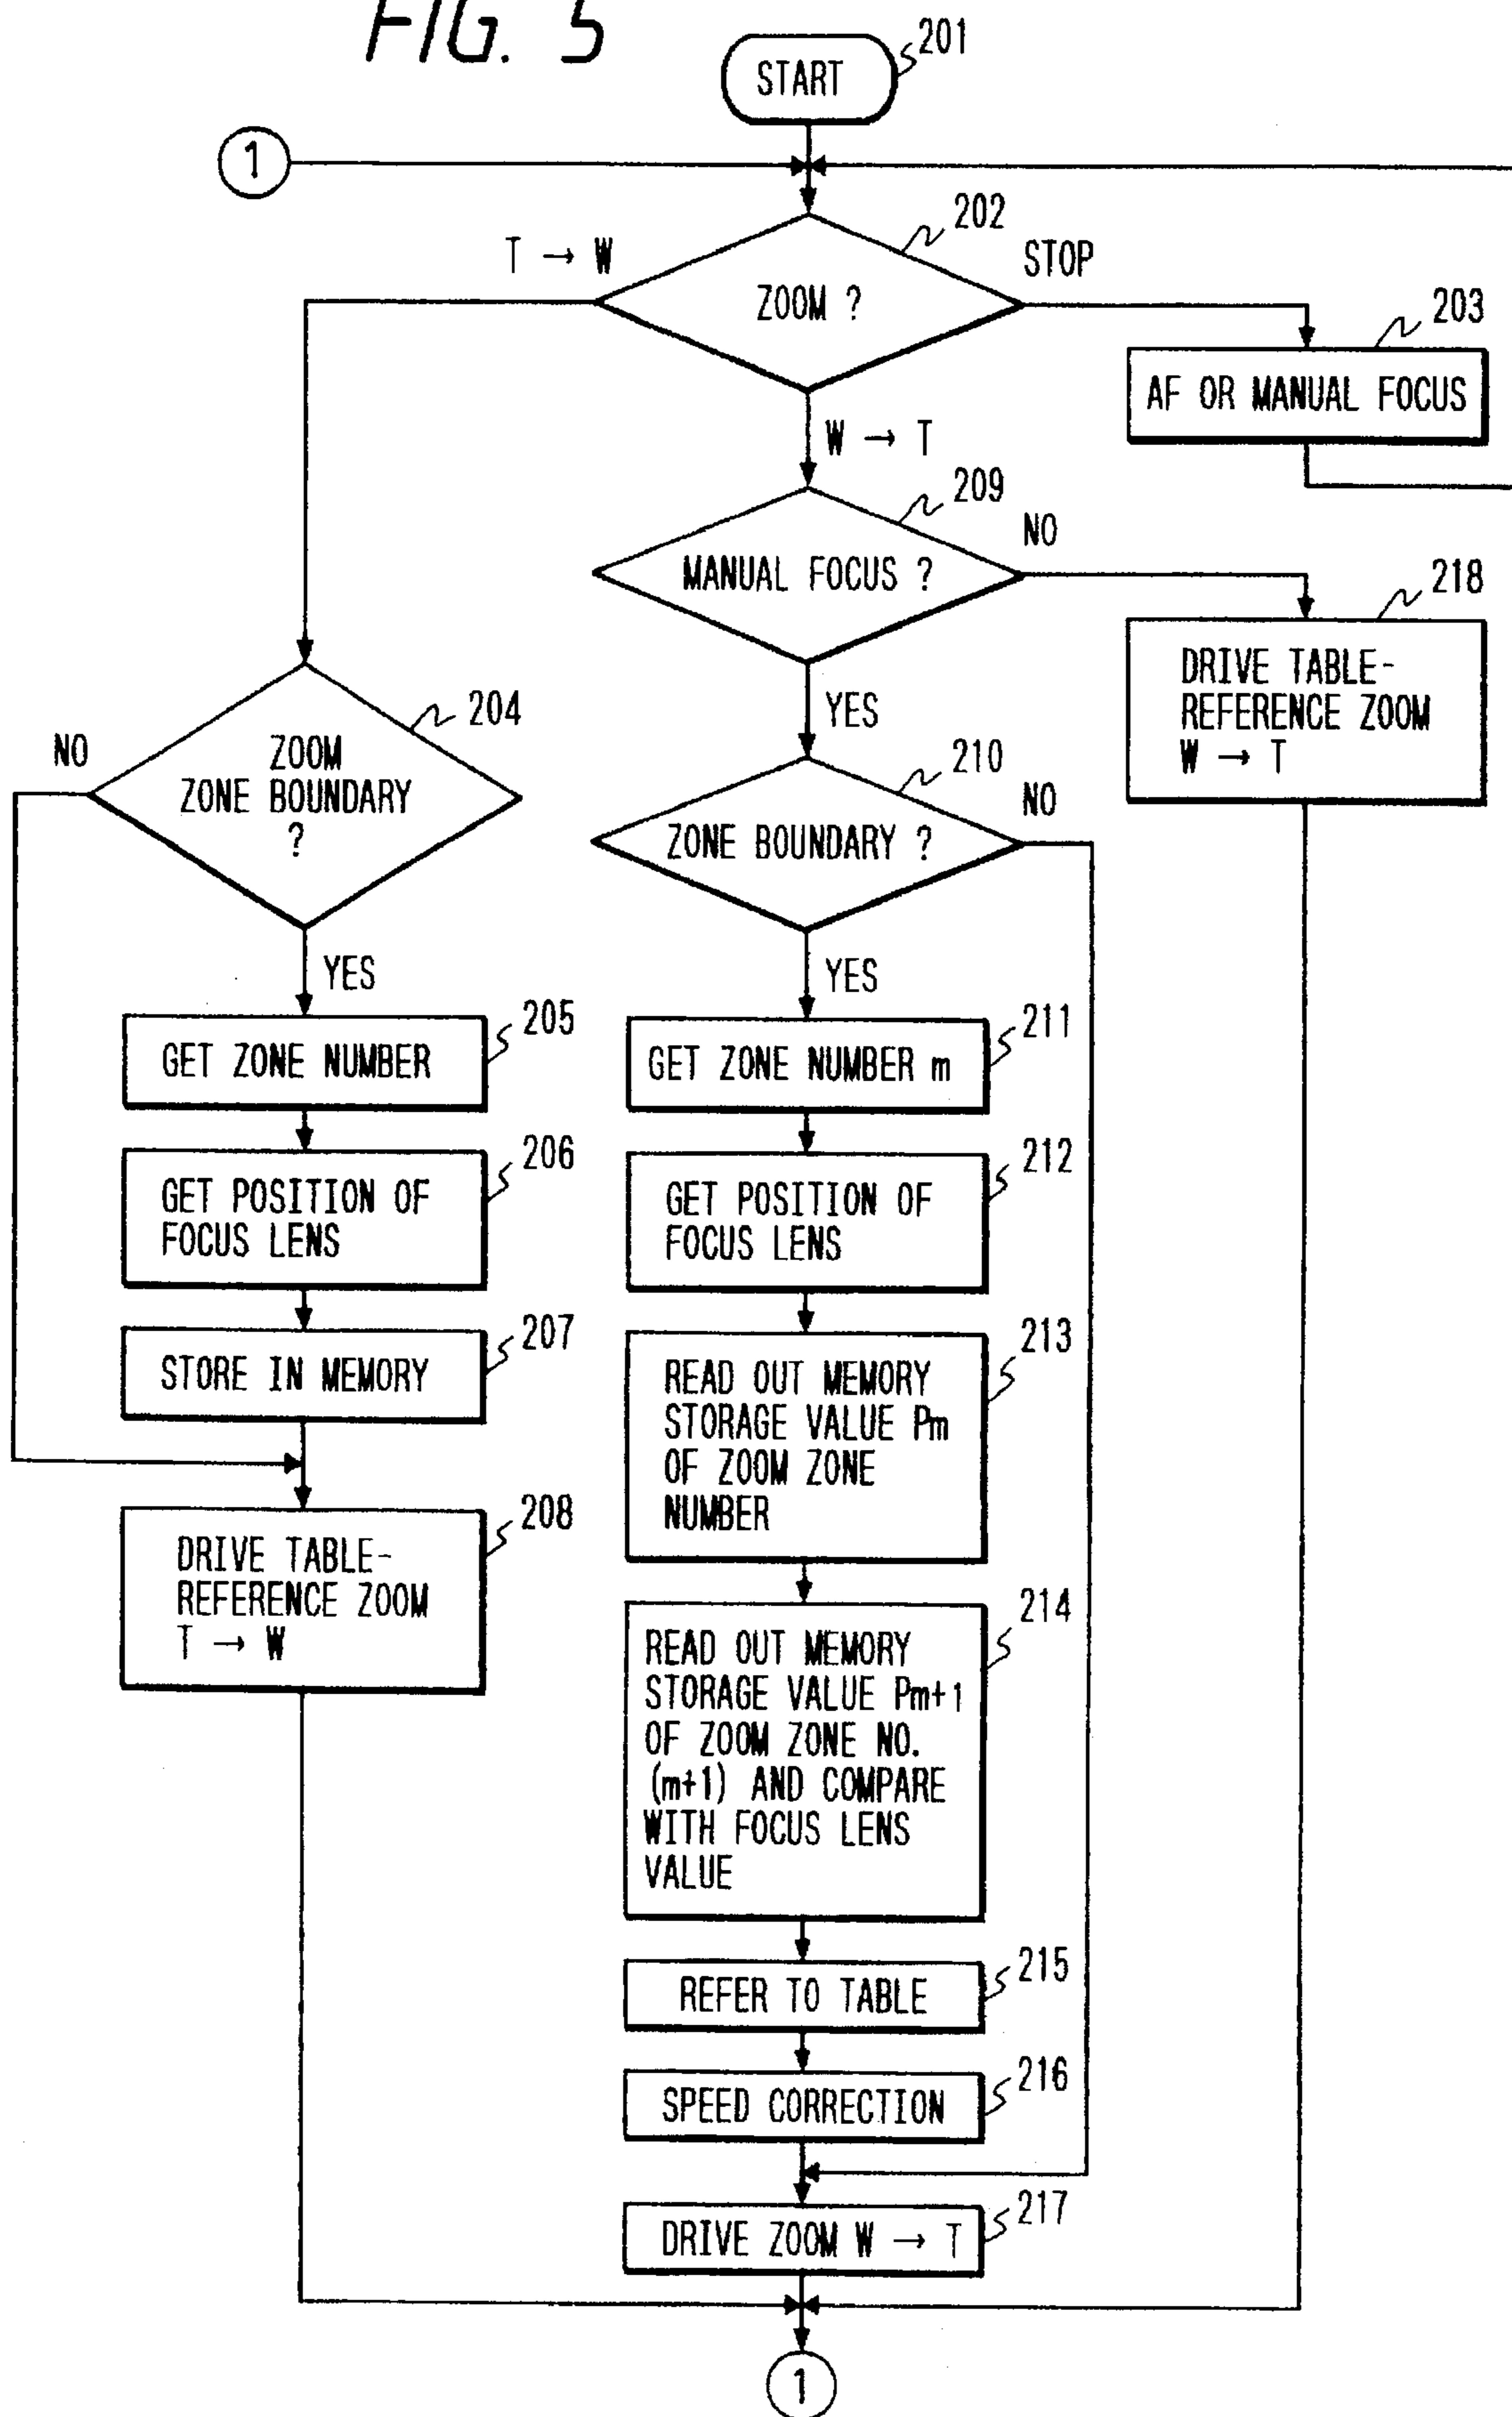 FIG. 5
START
201
1
202
T → W
STOP
ZOOM ?
203
AF OR MANUAL FOCUS
W → T
209
NO
MANUAL FOCUS ?
218
DRIVE TABLE-
REFERENCE ZOOM
W → T
204
NO
ZOOM
ZONE BOUNDARY
?
YES
210
NO
ZONE BOUNDARY ?
YES
YES
205
GET ZONE NUMBER
211
GET ZONE NUMBER m
206
GET POSITION OF
FOCUS LENS
212
GET POSITION OF
FOCUS LENS
207
STORE IN MEMORY
213
READ OUT MEMORY
STORAGE VALUE Pm
OF ZOOM ZONE
NUMBER
208
DRIVE TABLE-
REFERENCE ZOOM
T → W
214
READ OUT MEMORY
STORAGE VALUE Pm+1
OF ZOOM ZONE NO.
(m+1) AND COMPARE
WITH FOCUS LENS
VALUE
215
REFER TO TABLE
216
SPEED CORRECTION
217
DRIVE ZOOM W → T
1